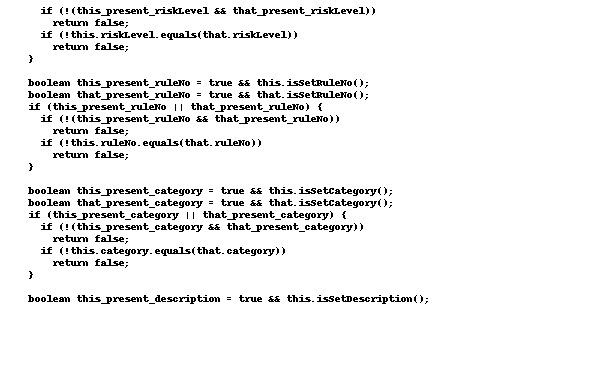 if (!(this_present_riskLevel && that_present_riskLevel))
        return false;
      if (!this.riskLevel.equals(that.riskLevel))
        return false;
    }

    boolean this_present_ruleNo = true && this.isSetRuleNo();
    boolean that_present_ruleNo = true && that.isSetRuleNo();
    if (this_present_ruleNo || that_present_ruleNo) {
      if (!(this_present_ruleNo && that_present_ruleNo))
        return false;
      if (!this.ruleNo.equals(that.ruleNo))
        return false;
    }

    boolean this_present_category = true && this.isSetCategory();
    boolean that_present_category = true && that.isSetCategory();
    if (this_present_category || that_present_category) {
      if (!(this_present_category && that_present_category))
        return false;
      if (!this.category.equals(that.category))
        return false;
    }

    boolean this_present_description = true && this.isSetDescription();